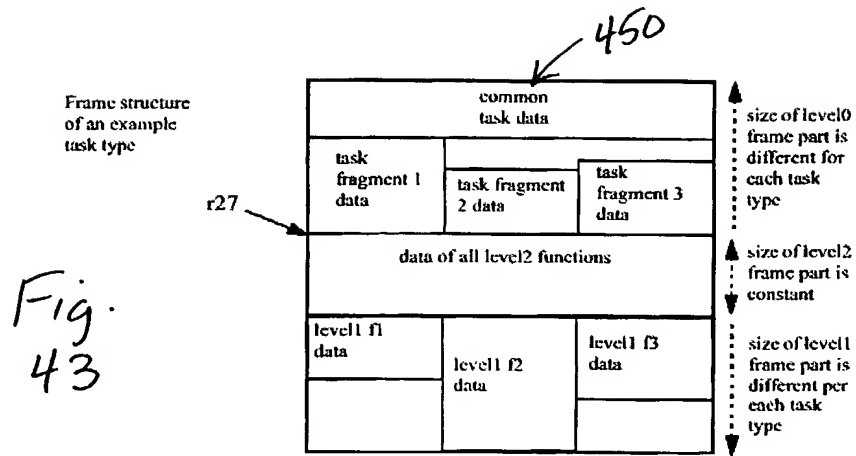 450
Frame structure
of an example
task type
common
task data
size of level0
frame part is
different for
each task
type
task
fragment 1
data
task fragment
2 data
task
fragment 3
data
r27
data of all level2 functions
size of level2
frame part is
constant
Fig.
43
level1 f1
data
level1 f2
data
level1 f3
data
size of level1
frame part is
different per
each task
type